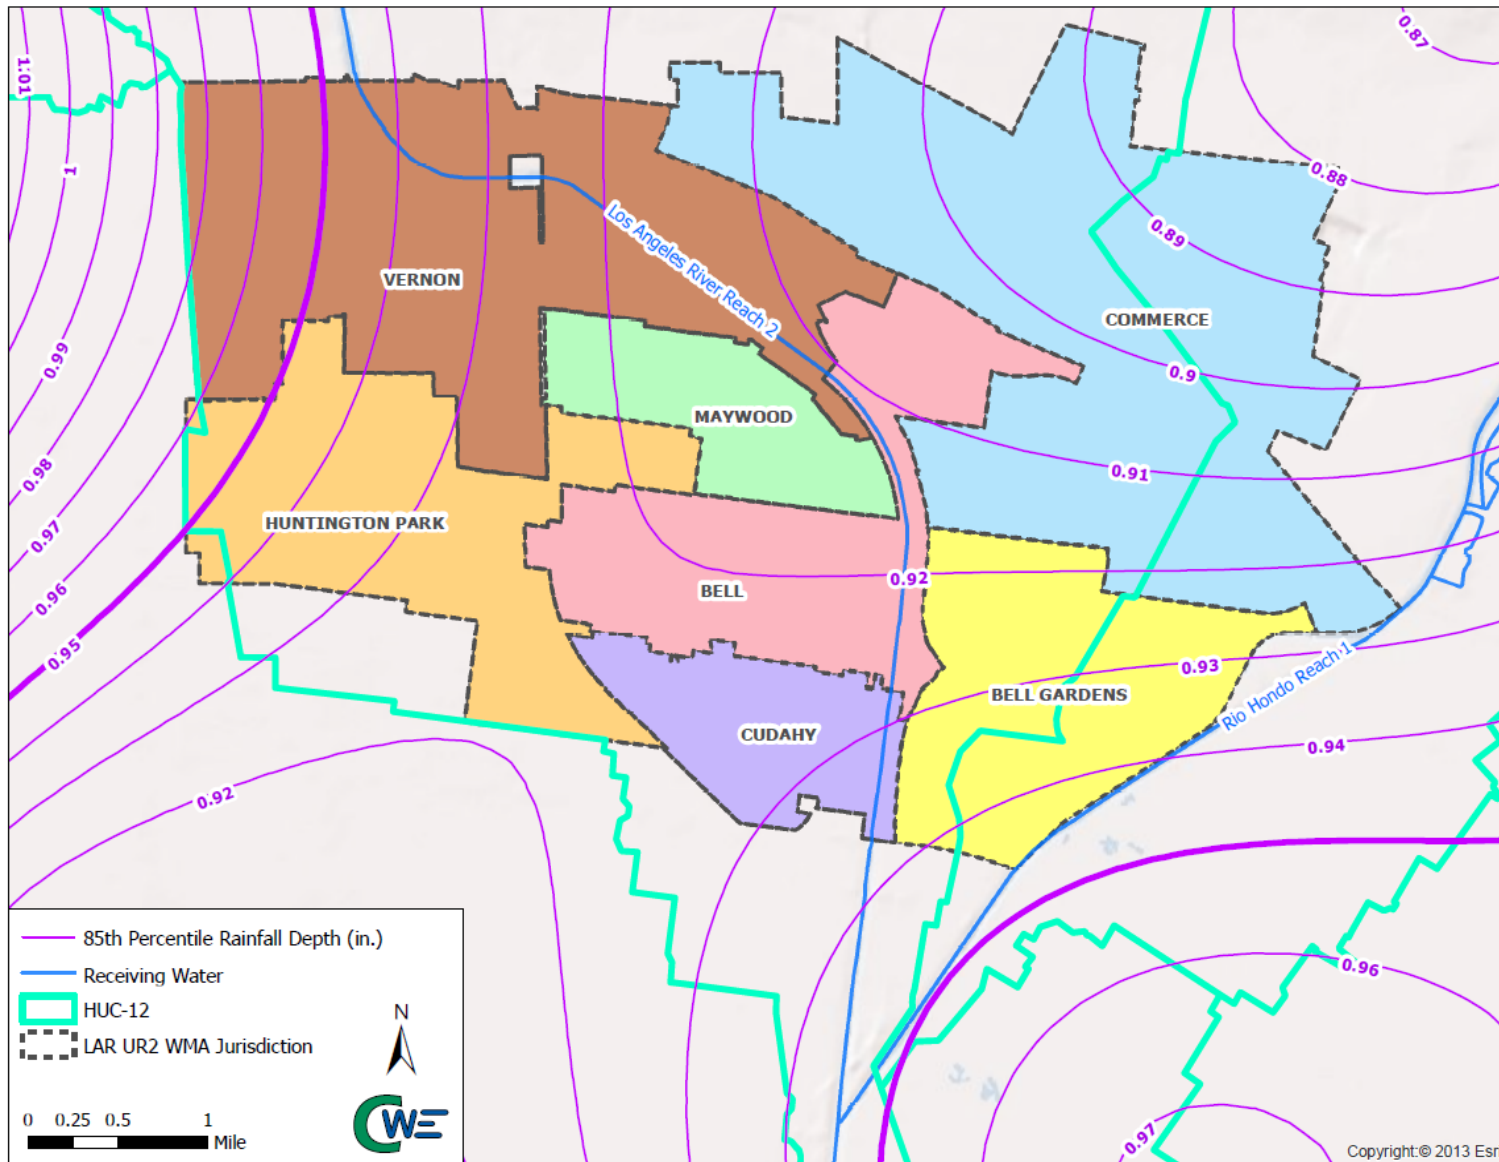 0.87
1.01
1
0.88
0.89
Los Angeles River Reach 2
VERNON
COMMERCE
0.99
0.9
MAYWOOD
0.98
0.91
HUNTINGTON PARK
0.97
0.92
BELL
0.96
0.95
0.93
Rio Hondo Reach 1
BELL GARDENS
CUDAHY
0.94
0.92
85th Percentile Rainfall Depth (in.)
Receiving Water
HUC-12
LAR UR2 WMA Jurisdiction
N
0.96
0 0.25 0.5 1
Mile
CWE
0.97
Copyright:© 2013 Esr